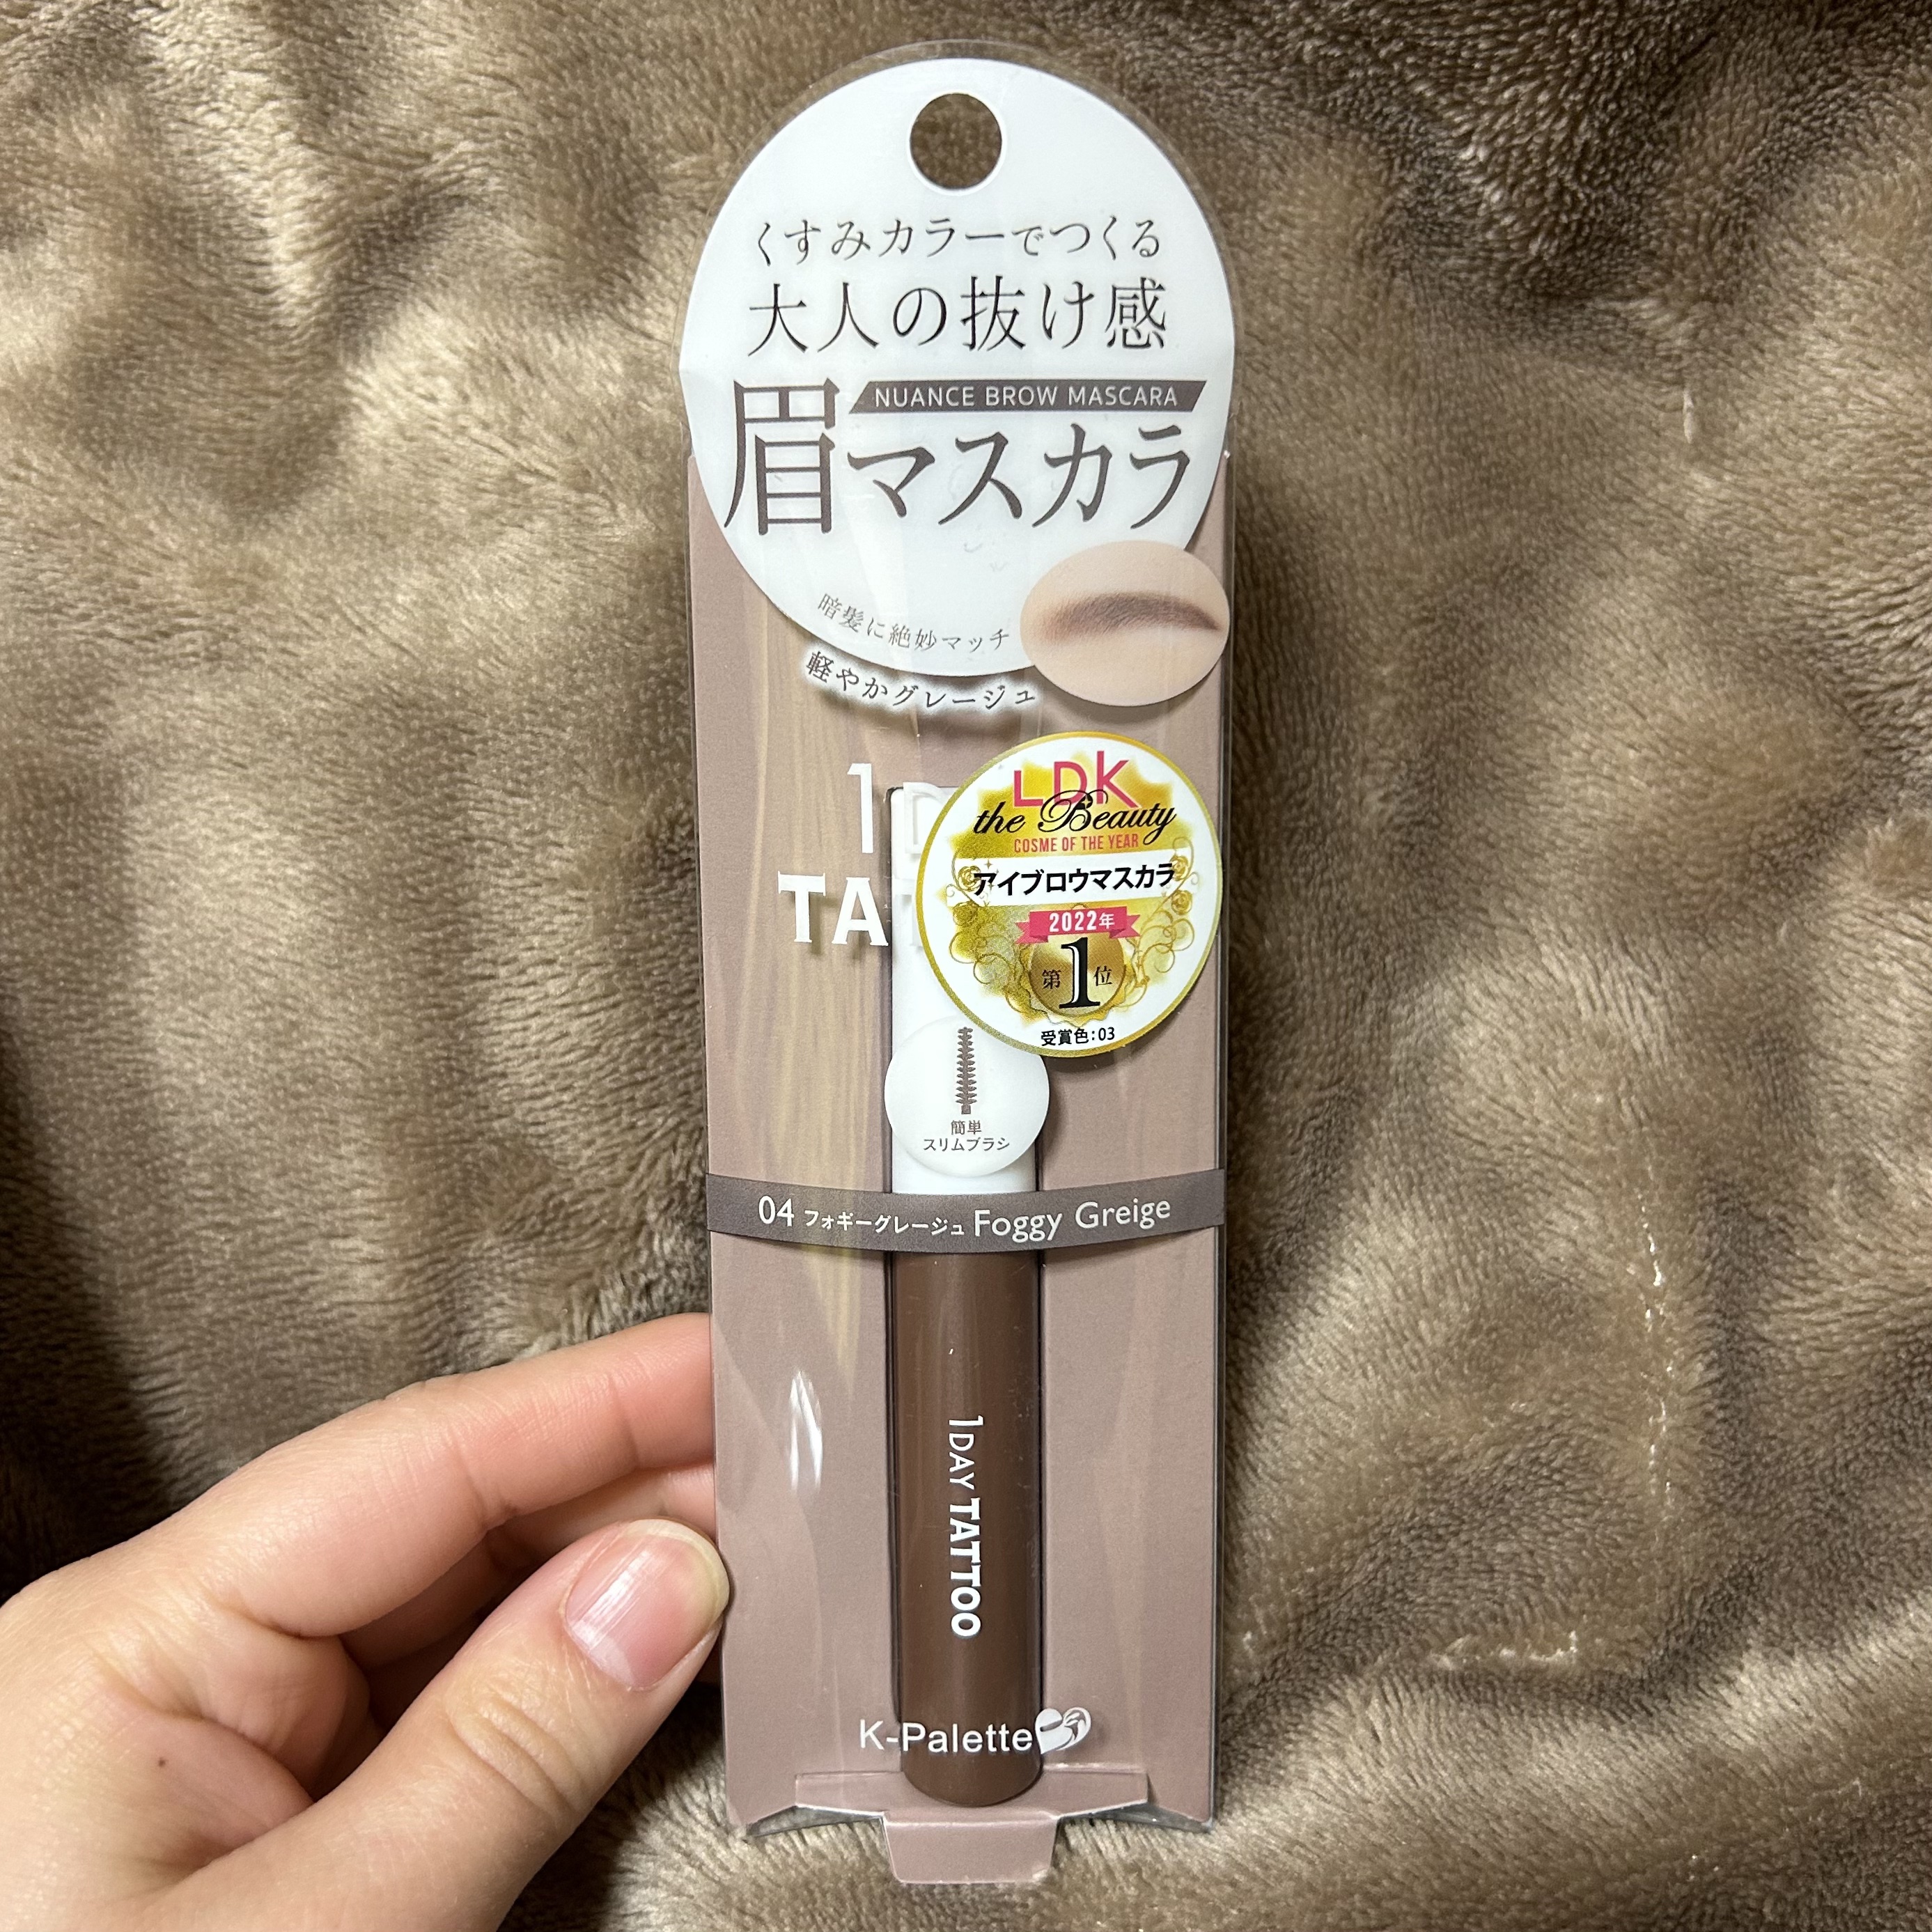 くすみカラーでつくる
大人の抜け感
NUANCE BROW MASCARA
眉マスカラ
暗髪に絶妙マッチ
軽やかグレージュ
1D
TAT
LDK
the Beauty
COSME OF THE YEAR
アイブロウマスカラ
2022年
第1位
受賞色:03
簡単
スリムブラシ
04 フォギーグレージュ Foggy Greige
1DAY TATTOO
K-Palette